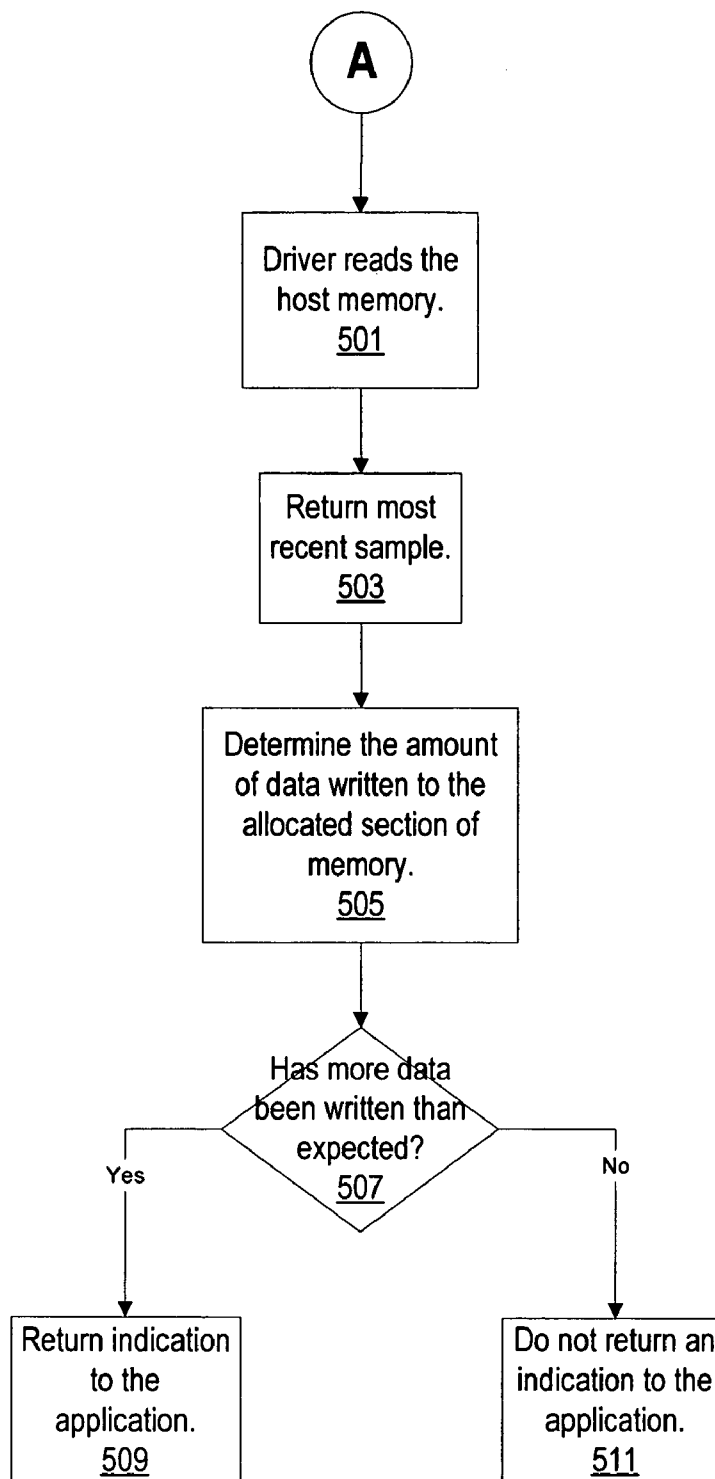 A
Driver reads the
host memory.
501
Return most
recent sample.
503
Determine the amount
of data written to the
allocated section of
memory.
505
Has more data
been written than
expected?
507
Yes
No
Return indication
to the
application.
509
Do not return an
indication to the
application.
511